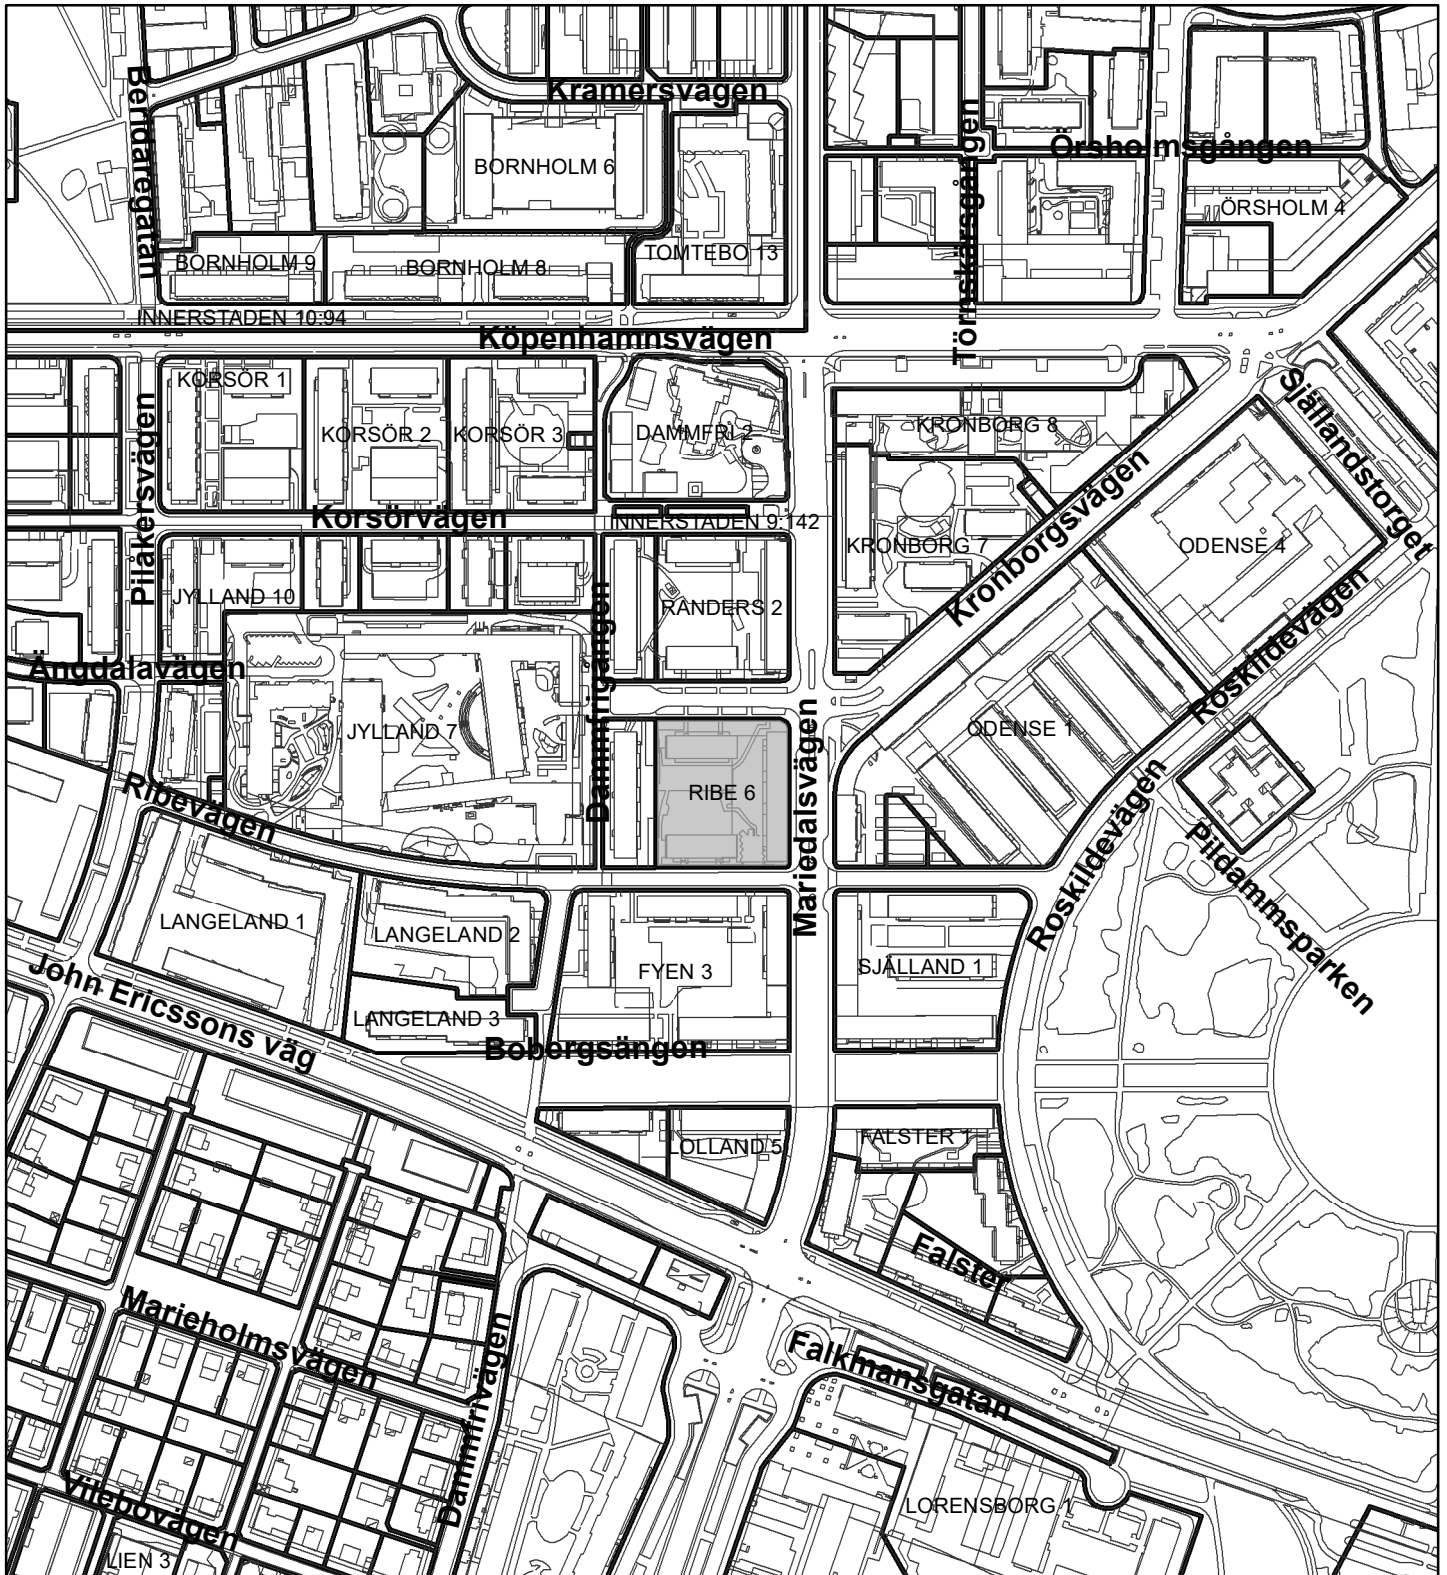 Kramersvägen
Beridaregatan
Törnskärsgången
Örsholmsgången
BORNHOLM 6
ÖRSHOLM 4
BORNHOLM 9
BORNHOLM 8
TOMTEBO 13
INNERSTADEN 10:94
Köpenhamnsvägen
KORSÖR 1
Pilåkersvägen
KORSÖR 2
KORSÖR 3
DAMMFRI 2
KRONBORG 8
Själlandstorget
Korsörvägen
INNERSTADEN 9:142
KRONBORG 7
Kronborgsvägen
ODENSE 4
JYLLAND 10
RANDERS 2
Roskildevägen
Ängdalavägen
Dammfrigången
JYLLAND 7
ODENSE 1
Ribevägen
RIBE 6
Mariedalsvägen
Roskildevägen
Pildammsparken
LANGELAND 1
LANGELAND 2
FYEN 3
SJÄLLAND 1
John Ericssons väg
LANGELAND 3
Bobergsängen
LOLLAND 5
FALSTER 1
Falster
Marieholmsvägen
Dammfrivägen
Falkmansgatan
Vilebovägen
LORENSBORG 1
LIEN 3